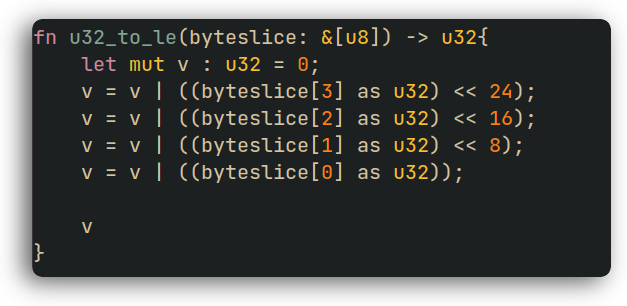 fn u32_to_le(byteslice: &[u8]) -> u32{
    let mut v : u32 = 0;
    v = v | ((byteslice[3] as u32) << 24);
    v = v | ((byteslice[2] as u32) << 16);
    v = v | ((byteslice[1] as u32) << 8);
    v = v | ((byteslice[0] as u32));

    v
}